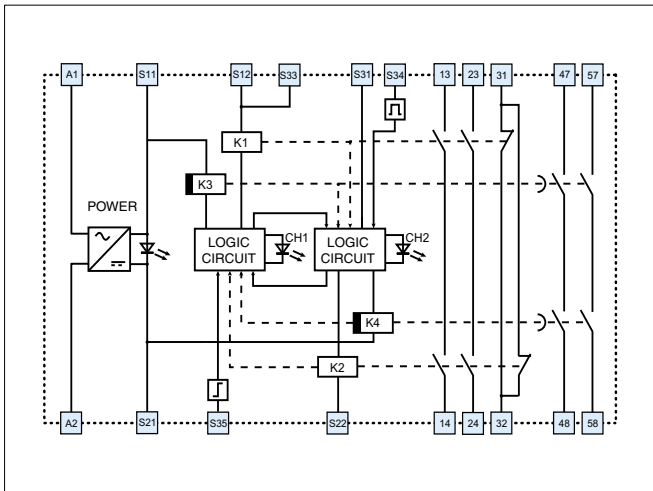 A1 S11 S12 S33 S31 S34 13 23 31 47 57
K1
K3
POWER
LOGIC CIRCUIT CH1 LOGIC CIRCUIT CH2
K4
K2
A2 S21 S35 S22 14 24 32 48 58